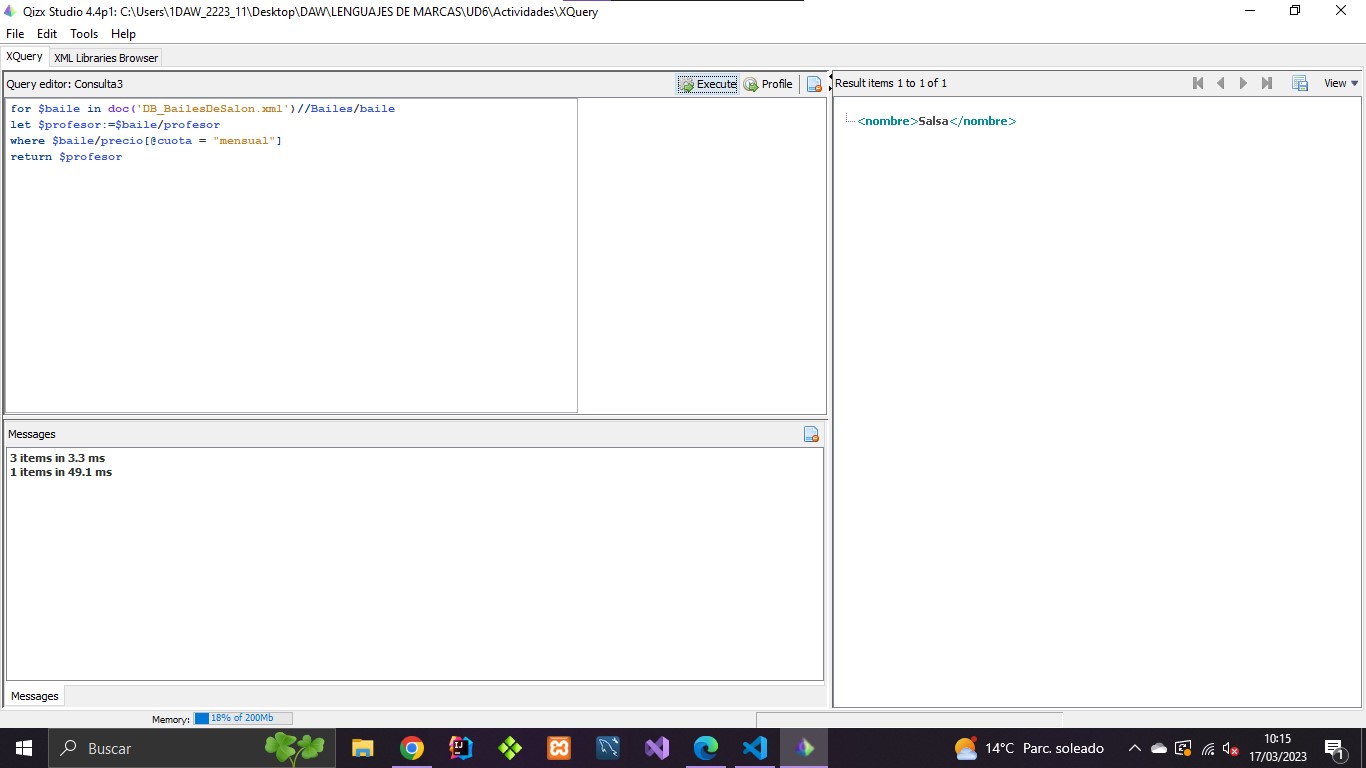 Qizx Studio 4.4p1: C:\Users\1DAW_2223_11\Desktop\DAW\LENGUAJES DE MARCAS\UD6\Actividades\XQuery
File Edit Tools Help
XQuery XML Libraries Browser
Query editor: Consulta3 Execute Profile
for $baile in doc('DB_BailesDeSalon.xml')//Bailes/baile
let $profesor:=$baile/profesor
where $baile/precio[@cuota = "mensual"]
return $profesor
Result items 1 to 1 of 1 View
<nombre>Salsa</nombre>
Messages
3 items in 3.3 ms
1 items in 49.1 ms
Messages
Memory: 18% of 200Mb
Buscar
14°C Parc. soleado
10:15
17/03/2023
1